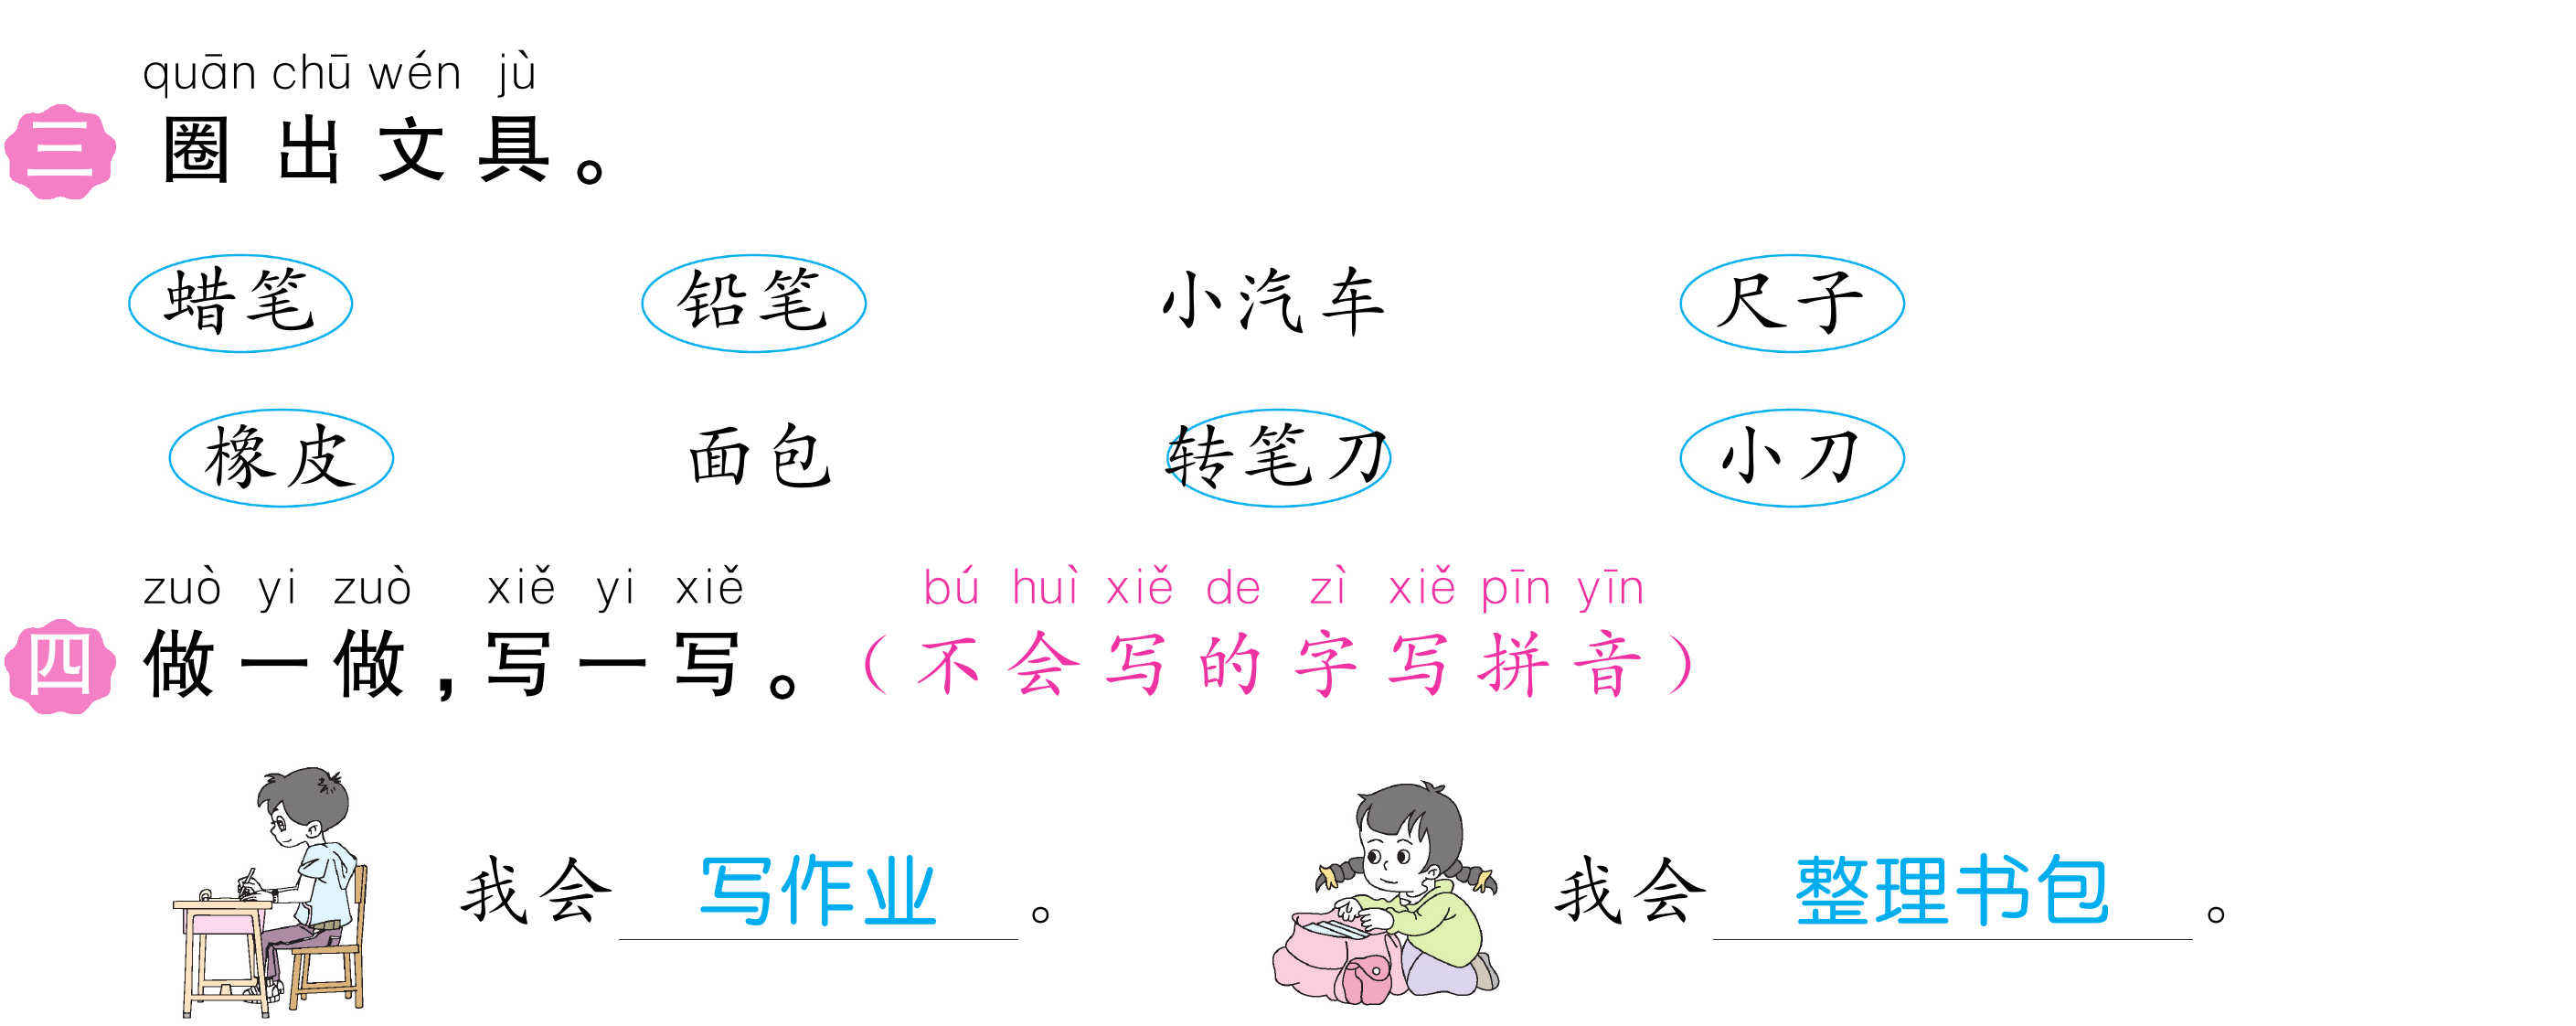 quān chū wén jù
三 圈出文具。
蜡笔 铅笔 小汽车 尺子
橡皮 面包 转笔刀 小刀
zuò yi zuò xiě yi xiě bú huì xiě de zì xiě pīn yīn
四 做一做,写一写。(不会写的字写拼音)
我会 写作业 。 我会 整理书包 。